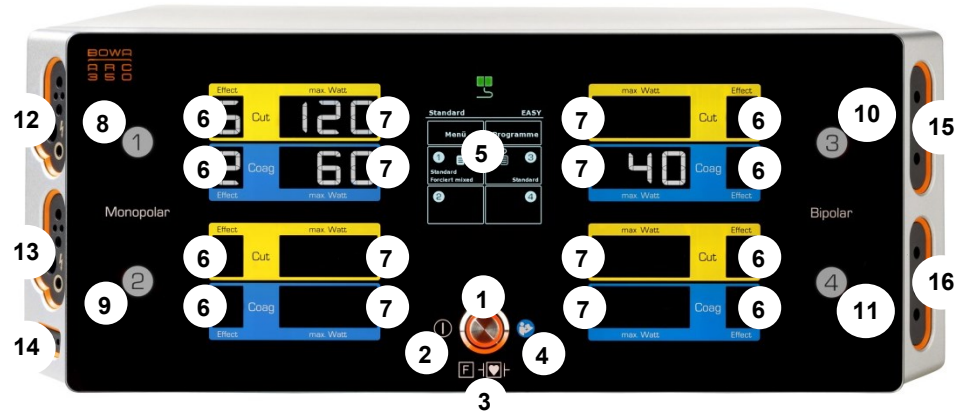 BOWA
ARC
350
Effect max. Watt
6 Cut 120 7
6 2 Coag 60 7
Effect max. Watt
Effect max. Watt
6 Cut 7
6 Coag 7
Effect max. Watt
12
8 1
Monopolar
13
9 2
14
Standard EASY
Menü Programme
5
1 3
Standard
Forciert mixed Standard
2 4
1
2 4
F
3
max. Watt Effect
7 Cut 6
7 40 Coag 6
max. Watt Effect
max. Watt Effect
7 Cut 6
7 Coag 6
max. Watt Effect
10
3 15
Bipolar
4 16
11